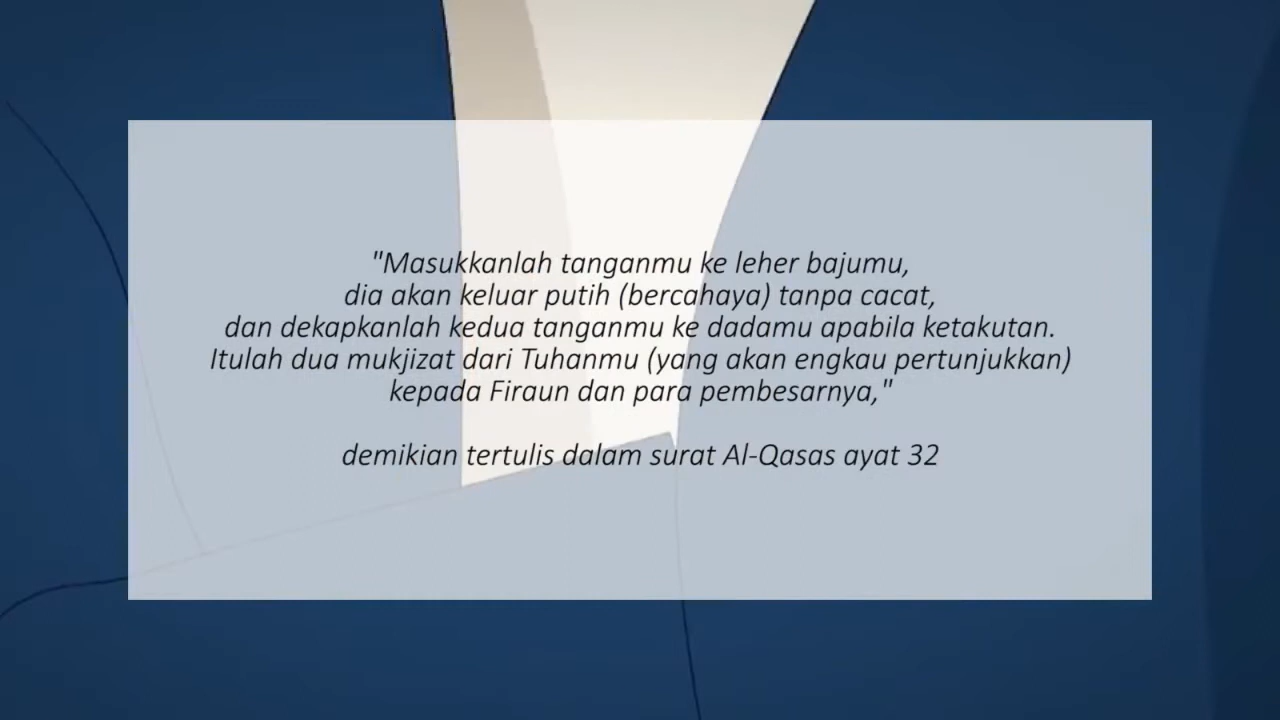 "Masukkanlah tanganmu ke leher bajumu,
dia akan keluar putih (bercahaya) tanpa cacat,
dan dekapkanlah kedua tanganmu ke dadamu apabila ketakutan.
Itulah dua mukjizat dari Tuhanmu (yang akan engkau pertunjukkan)
kepada Firaun dan para pembesarnya,"
demikian tertulis dalam surat Al-Qasas ayat 32